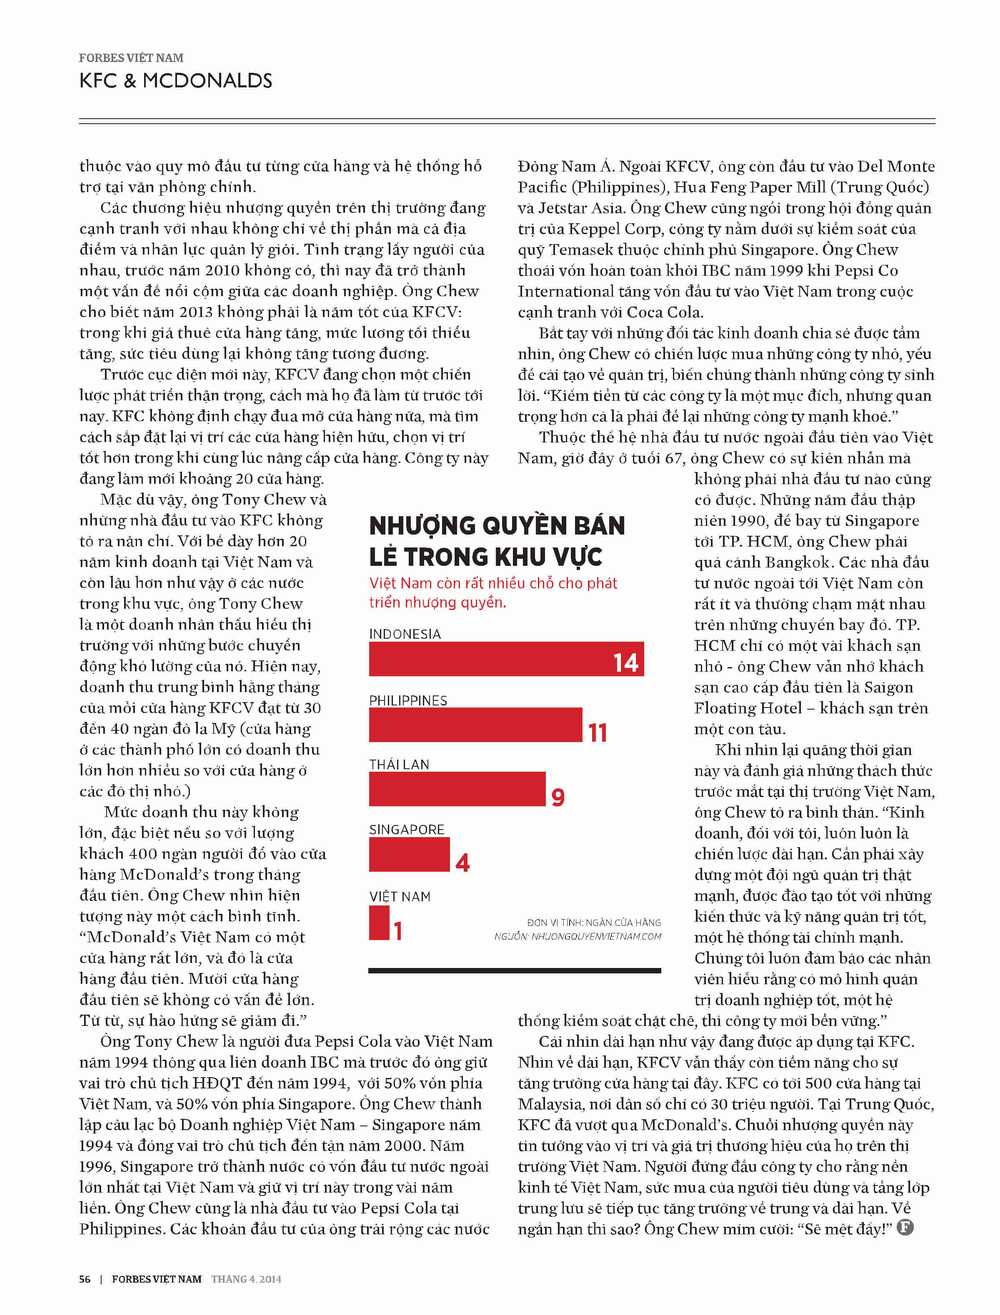 FORBES VIỆT NAM
KFC & MCDONALDS
thuộc vào quy mô đầu tư từng cửa hàng và hệ thống hỗ
trợ tại văn phòng chính.
Các thương hiệu nhượng quyền trên thị trường đang
cạnh tranh với nhau không chỉ về thị phần mà cả địa
điểm và nhân lực quản lý giỏi. Tình trạng lấy người của
nhau, trước năm 2010 không có, thì nay đã trở thành
một vấn đề nổi cộm giữa các doanh nghiệp. Ông Chew
cho biết năm 2013 không phải là năm tốt của KFCV:
trong khi giá thuê cửa hàng tăng, mức lương tối thiểu
tăng, sức tiêu dùng lại không tăng tương đương.
Trước cục diện mới này, KFCV đang chọn một chiến
lược phát triển thận trọng, cách mà họ đã làm từ trước tới
nay. KFC không định chạy đua mở cửa hàng nữa, mà tìm
cách sắp đặt lại vị trí các cửa hàng hiện hữu, chọn vị trí
tốt hơn trong khi cùng lúc nâng cấp cửa hàng. Công ty này
đang làm mới khoảng 20 cửa hàng.
Mặc dù vậy, ông Tony Chew và
những nhà đầu tư vào KFC không
tỏ ra nản chí. Với bề dày hơn 20
năm kinh doanh tại Việt Nam và
còn lâu hơn như vậy ở các nước
trong khu vực, ông Tony Chew
là một doanh nhân thấu hiểu thị
trường với những bước chuyển
động khó lường của nó. Hiện nay,
doanh thu trung bình hằng tháng
của mỗi cửa hàng KFCV đạt từ 30
đến 40 ngàn đô la Mỹ (cửa hàng
ở các thành phố lớn có doanh thu
lớn hơn nhiều so với cửa hàng ở
các đô thị nhỏ.)
Mức doanh thu này không
lớn, đặc biệt nếu so với lượng
khách 400 ngàn người đổ vào cửa
hàng McDonald’s trong tháng
đầu tiên. Ông Chew nhìn hiện
tượng này một cách bình tĩnh.
“McDonald’s Việt Nam có một
cửa hàng rất lớn, và đó là cửa
hàng đầu tiên. Mười cửa hàng
đầu tiên sẽ không có vấn đề lớn.
Từ từ, sự hào hứng sẽ giảm đi.”
Ông Tony Chew là người đưa Pepsi Cola vào Việt Nam
năm 1994 thông qua liên doanh IBC mà trước đó ông giữ
vai trò chủ tịch HĐQT đến năm 1994, với 50% vốn phía
Việt Nam, và 50% vốn phía Singapore. Ông Chew thành
lập câu lạc bộ Doanh nghiệp Việt Nam – Singapore năm
1994 và đóng vai trò chủ tịch đến tận năm 2000. Năm
1996, Singapore trở thành nước có vốn đầu tư nước ngoài
lớn nhất tại Việt Nam và giữ vị trí này trong vài năm
liền. Ông Chew cũng là nhà đầu tư vào Pepsi Cola tại
Philippines. Các khoản đầu tư của ông trải rộng các nước
Đông Nam Á. Ngoài KFCV, ông còn đầu tư vào Del Monte
Pacific (Philippines), Hua Feng Paper Mill (Trung Quốc)
và Jetstar Asia. Ông Chew cũng ngồi trong hội đồng quản
trị của Keppel Corp, công ty nằm dưới sự kiểm soát của
quỹ Temasek thuộc chính phủ Singapore. Ông Chew
thoái vốn hoàn toàn khỏi IBC năm 1999 khi Pepsi Co
International tăng vốn đầu tư vào Việt Nam trong cuộc
cạnh tranh với Coca Cola.
Bắt tay với những đối tác kinh doanh chia sẻ được tầm
nhìn, ông Chew có chiến lược mua những công ty nhỏ, yếu
để cải tạo về quản trị, biến chúng thành những công ty sinh
lời. “Kiếm tiền từ các công ty là một mục đích, nhưng quan
trọng hơn cả là phải để lại những công ty mạnh khoẻ.”
Thuộc thế hệ nhà đầu tư nước ngoài đầu tiên vào Việt
Nam, giờ đây ở tuổi 67, ông Chew có sự kiên nhẫn mà
không phải nhà đầu tư nào cũng
có được. Những năm đầu thập
niên 1990, để bay từ Singapore
tới TP. HCM, ông Chew phải
quá cảnh Bangkok. Các nhà đầu
tư nước ngoài tới Việt Nam còn
rất ít và thường chạm mặt nhau
trên những chuyến bay đó. TP.
HCM chỉ có một vài khách sạn
nhỏ - ông Chew vẫn nhớ khách
sạn cao cấp đầu tiên là Saigon
Floating Hotel – khách sạn trên
một con tàu.
Khi nhìn lại quãng thời gian
này và đánh giá những thách thức
trước mắt tại thị trường Việt Nam,
ông Chew tỏ ra bình thản. “Kinh
doanh, đối với tôi, luôn luôn là
chiến lược dài hạn. Cần phải xây
dựng một đội ngũ quản trị thật
mạnh, được đào tạo tốt với những
kiến thức và kỹ năng quản trị tốt,
một hệ thống tài chính mạnh.
Chúng tôi luôn đảm bảo các nhân
viên hiểu rằng có mô hình quản
trị doanh nghiệp tốt, một hệ
thống kiểm soát chặt chẽ, thì công ty mới bền vững.”
Cái nhìn dài hạn như vậy đang được áp dụng tại KFC.
Nhìn về dài hạn, KFCV vẫn thấy còn tiềm năng cho sự
tăng trưởng cửa hàng tại đây. KFC có tới 500 cửa hàng tại
Malaysia, nơi dân số chỉ có 30 triệu người. Tại Trung Quốc,
KFC đã vượt qua McDonald’s. Chuỗi nhượng quyền này
tin tưởng vào vị trí và giá trị thương hiệu của họ trên thị
trường Việt Nam. Người đứng đầu công ty cho rằng nền
kinh tế Việt Nam, sức mua của người tiêu dùng và tầng lớp
trung lưu sẽ tiếp tục tăng trưởng về trung và dài hạn. Về
ngắn hạn thì sao? Ông Chew mỉm cười: “Sẽ mệt đấy!” F
NHƯỢNG QUYỀN BÁN
LẺ TRONG KHU VỰC
Việt Nam còn rất nhiều chỗ cho phát
triển nhượng quyền.
INDONESIA
14
PHILIPPINES
11
THÁI LAN
9
SINGAPORE
4
VIỆT NAM
1
ĐƠN VỊ TÍNH: NGÀN CỬA HÀNG
NGUỒN: NHUONGQUYENVIETNAM.COM
56 | FORBES VIỆT NAM THÁNG 4. 2014